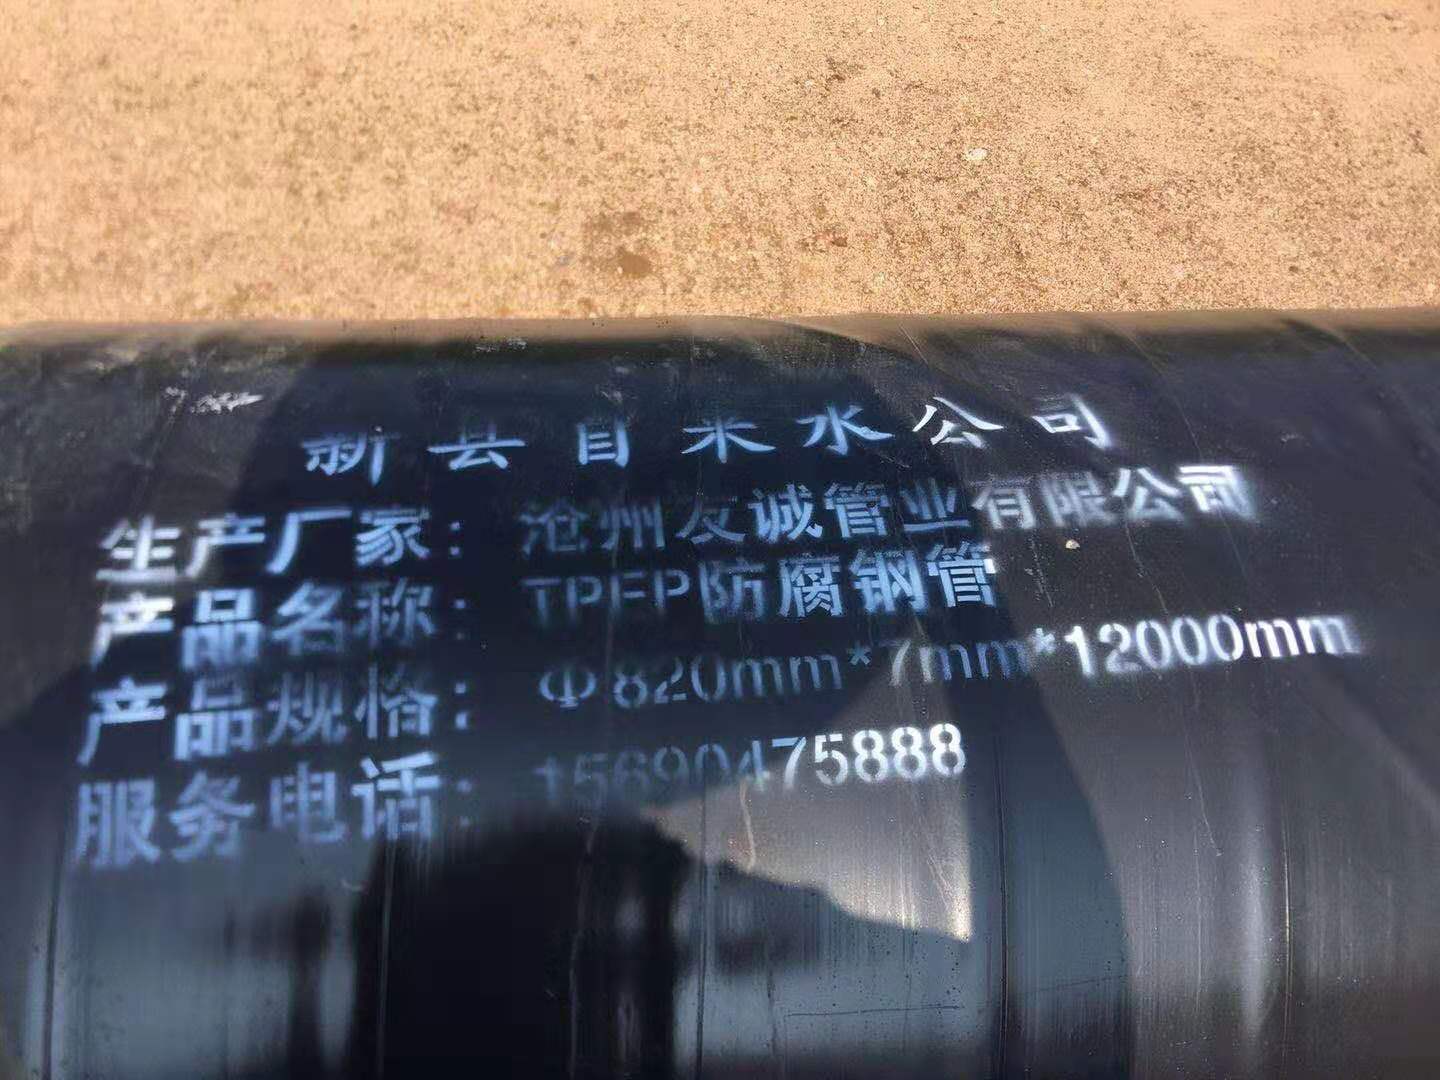 新县自来水公司
生产厂家：沧州友诚管业有限公司
产品名称：TPEP防腐钢管
产品规格：Φ820mm*7mm*12000mm
服务电话：15690475888